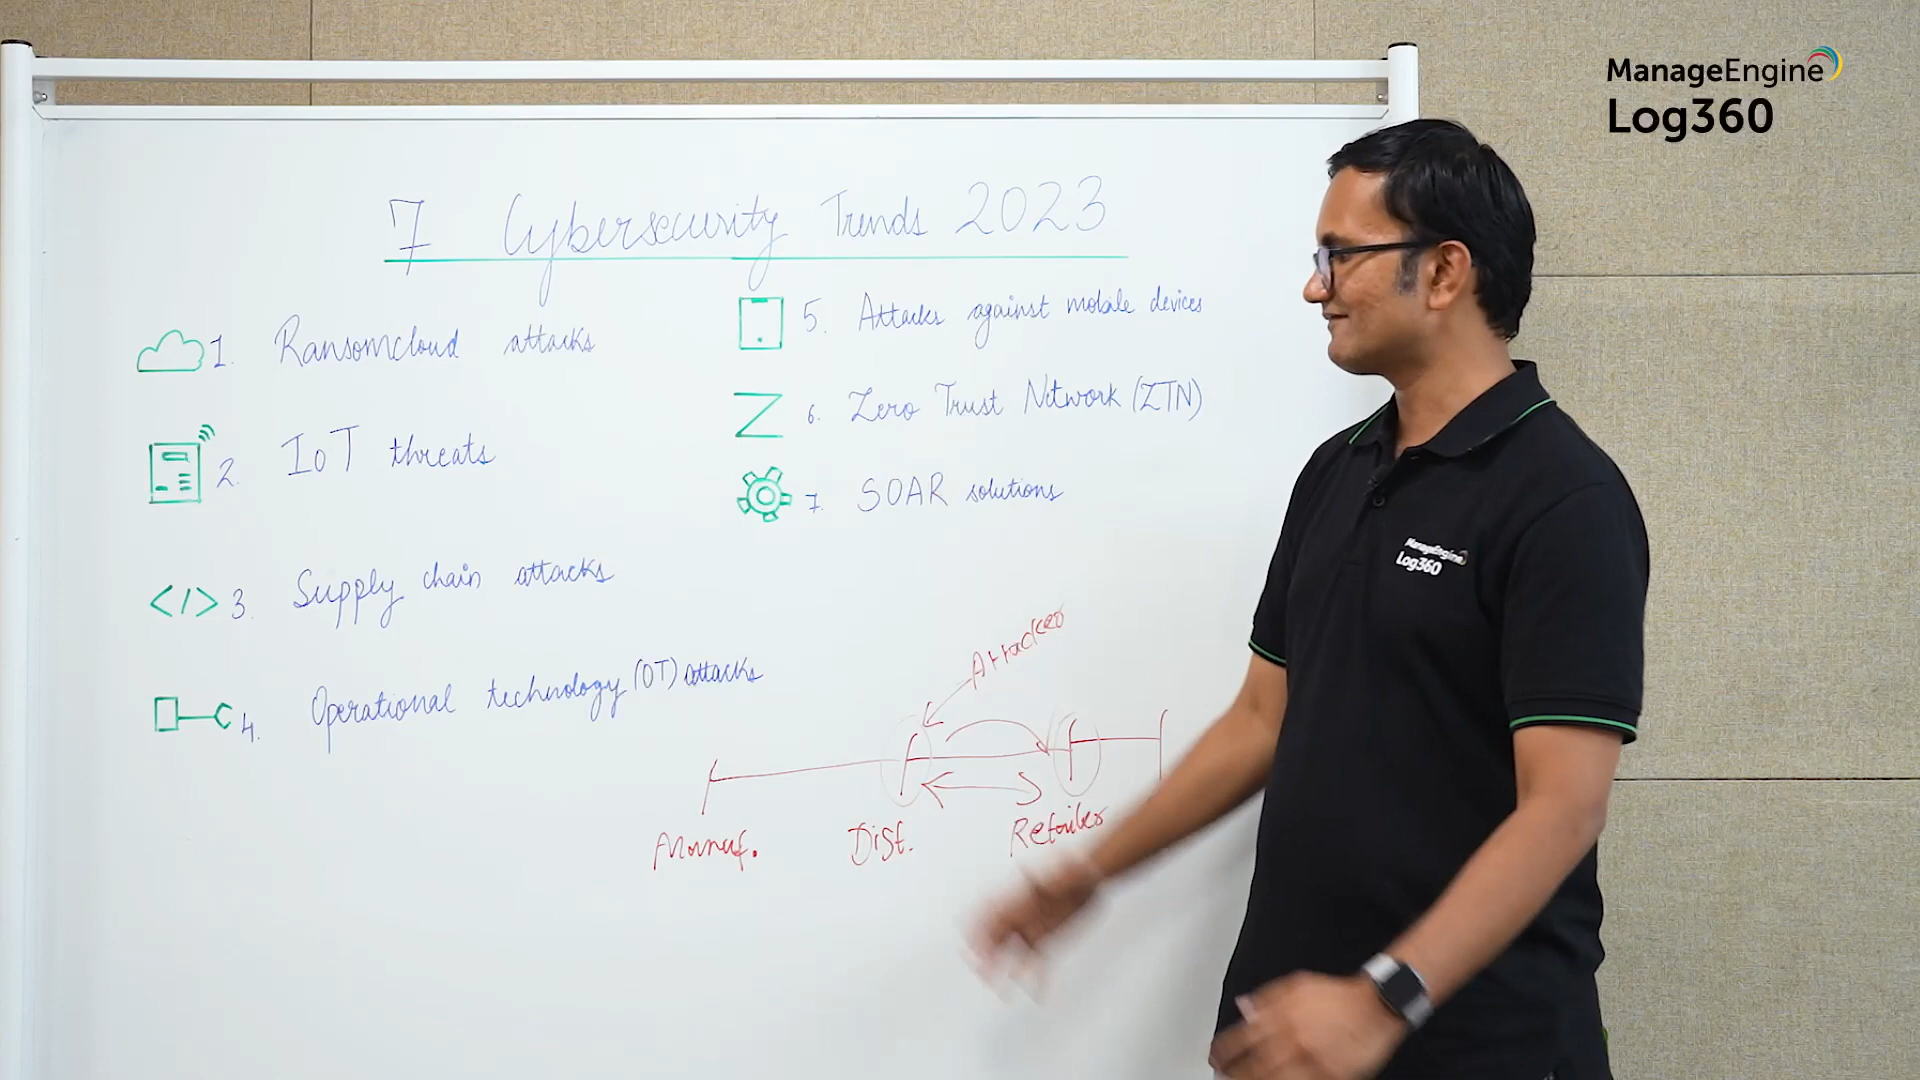 ManageEngine
Log360
7 Cybersecurity Trends 2023
1. Ransomcloud attacks
2. IoT threats
</> 3. Supply chain attacks
4. Operational technology (OT) attacks
5. Attacks against mobile devices
6. Zero Trust Network (ZTN)
7. SOAR solutions
Attacker
Manuf.
Dist.
Retailer
ManageEngine
Log360